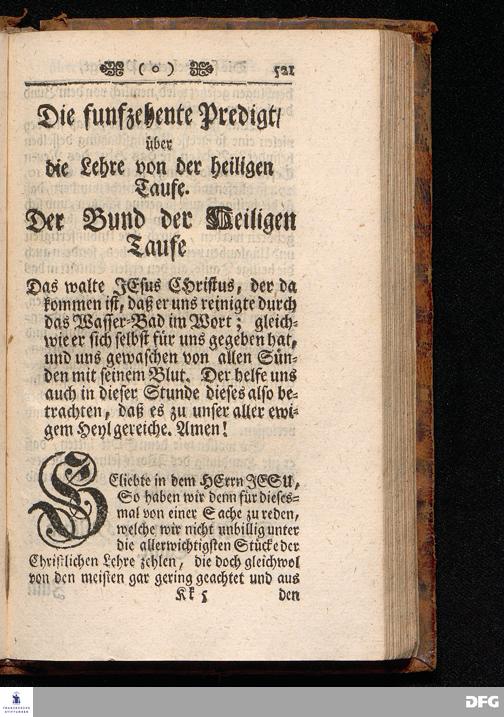 ( o ) 521
Die funfzehente Predigt/
über
die Lehre von der heiligen
Taufe.
Der Bund der Heiligen
Taufe
Das walte JEsus CHristus, der da
kommen ist, daß er uns reinigte durch
das Wasser-Bad im Wort; gleich-
wie er sich selbst für uns gegeben hat,
und uns gewaschen von allen Sün-
den mit seinem Blut. Der helfe uns
auch in dieser Stunde dieses also be-
trachten, daß es zu unser aller ewi-
gem Heyl gereiche. Amen!
GEliebte in dem HErrn JESU,
So haben wir denn für dieses-
mal von einer Sache zu reden,
welche wir nicht unbillig unter
die allerwichtigsten Stücke der
Christlichen Lehre zehlen, die doch gleichwol
von den meisten gar gering geachtet und aus
Kk 5 den
FRANCKESCHE
STIFTUNGEN
DFG